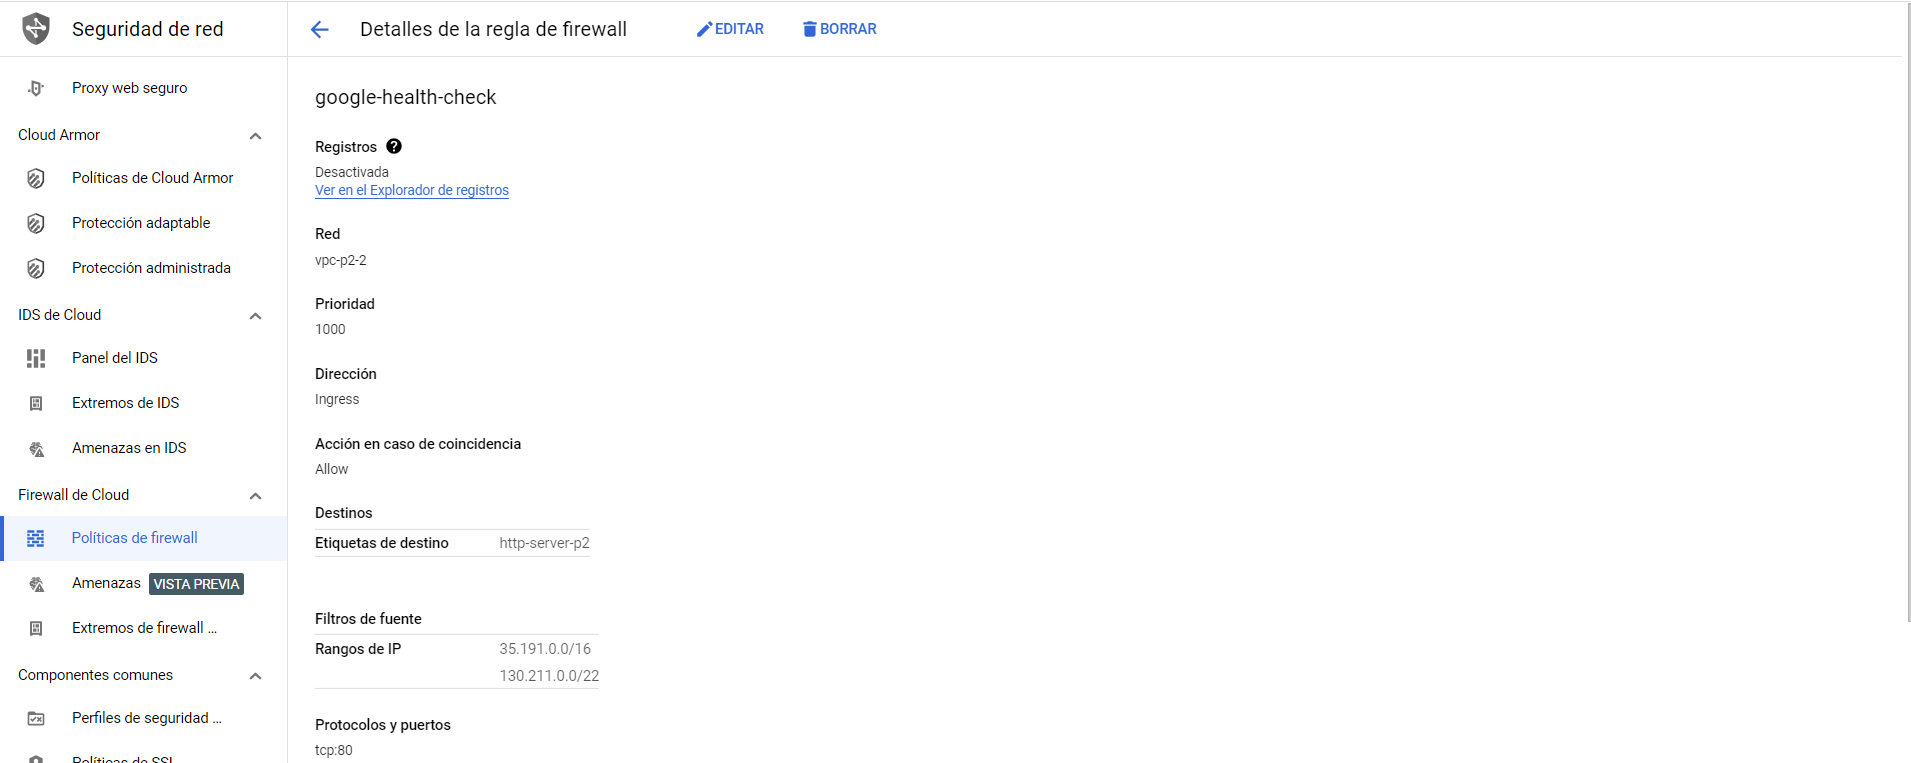 Seguridad de red
Detalles de la regla de firewall
EDITAR
BORRAR
Proxy web seguro
Cloud Armor
Políticas de Cloud Armor
Protección adaptable
Protección administrada
IDS de Cloud
Panel del IDS
Extremos de IDS
Amenazas en IDS
Firewall de Cloud
Políticas de firewall
Amenazas VISTA PREVIA
Extremos de firewall ...
Componentes comunes
Perfiles de seguridad ...
Políticas de SSL
google-health-check
Registros ?
Desactivada
Ver en el Explorador de registros
Red
vpc-p2-2
Prioridad
1000
Dirección
Ingress
Acción en caso de coincidencia
Allow
Destinos
Etiquetas de destino http-server-p2
Filtros de fuente
Rangos de IP 35.191.0.0/16
130.211.0.0/22
Protocolos y puertos
tcp:80